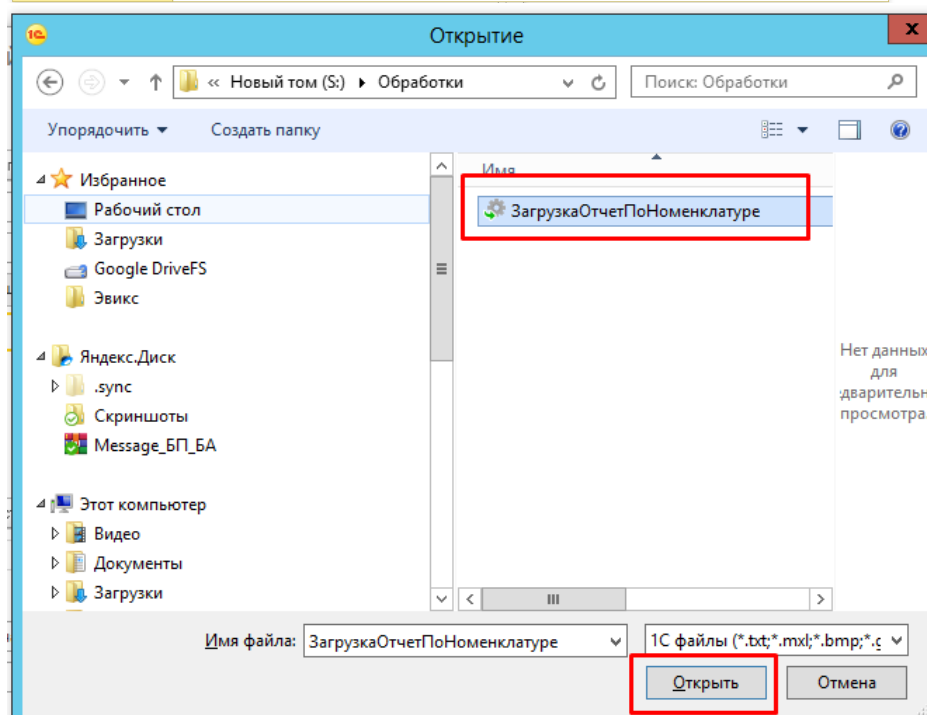 1С
Открытие
x
« Новый том (S:) Обработки
Поиск: Обработки
Упорядочить
Создать папку
Избранное
Рабочий стол
Загрузки
Google DriveFS
Эвикс
Яндекс.Диск
.sync
Скриншоты
Message_БП_БА
Этот компьютер
Видео
Документы
Загрузки
Имя
ЗагрузкаОтчетПоНоменклатуре
Нет данных
для
просмотра.
Имя файла: ЗагрузкаОтчетПоНоменклатуре
1С файлы (*.txt;*.mxl;*.bmp;*.g
Открыть
Отмена